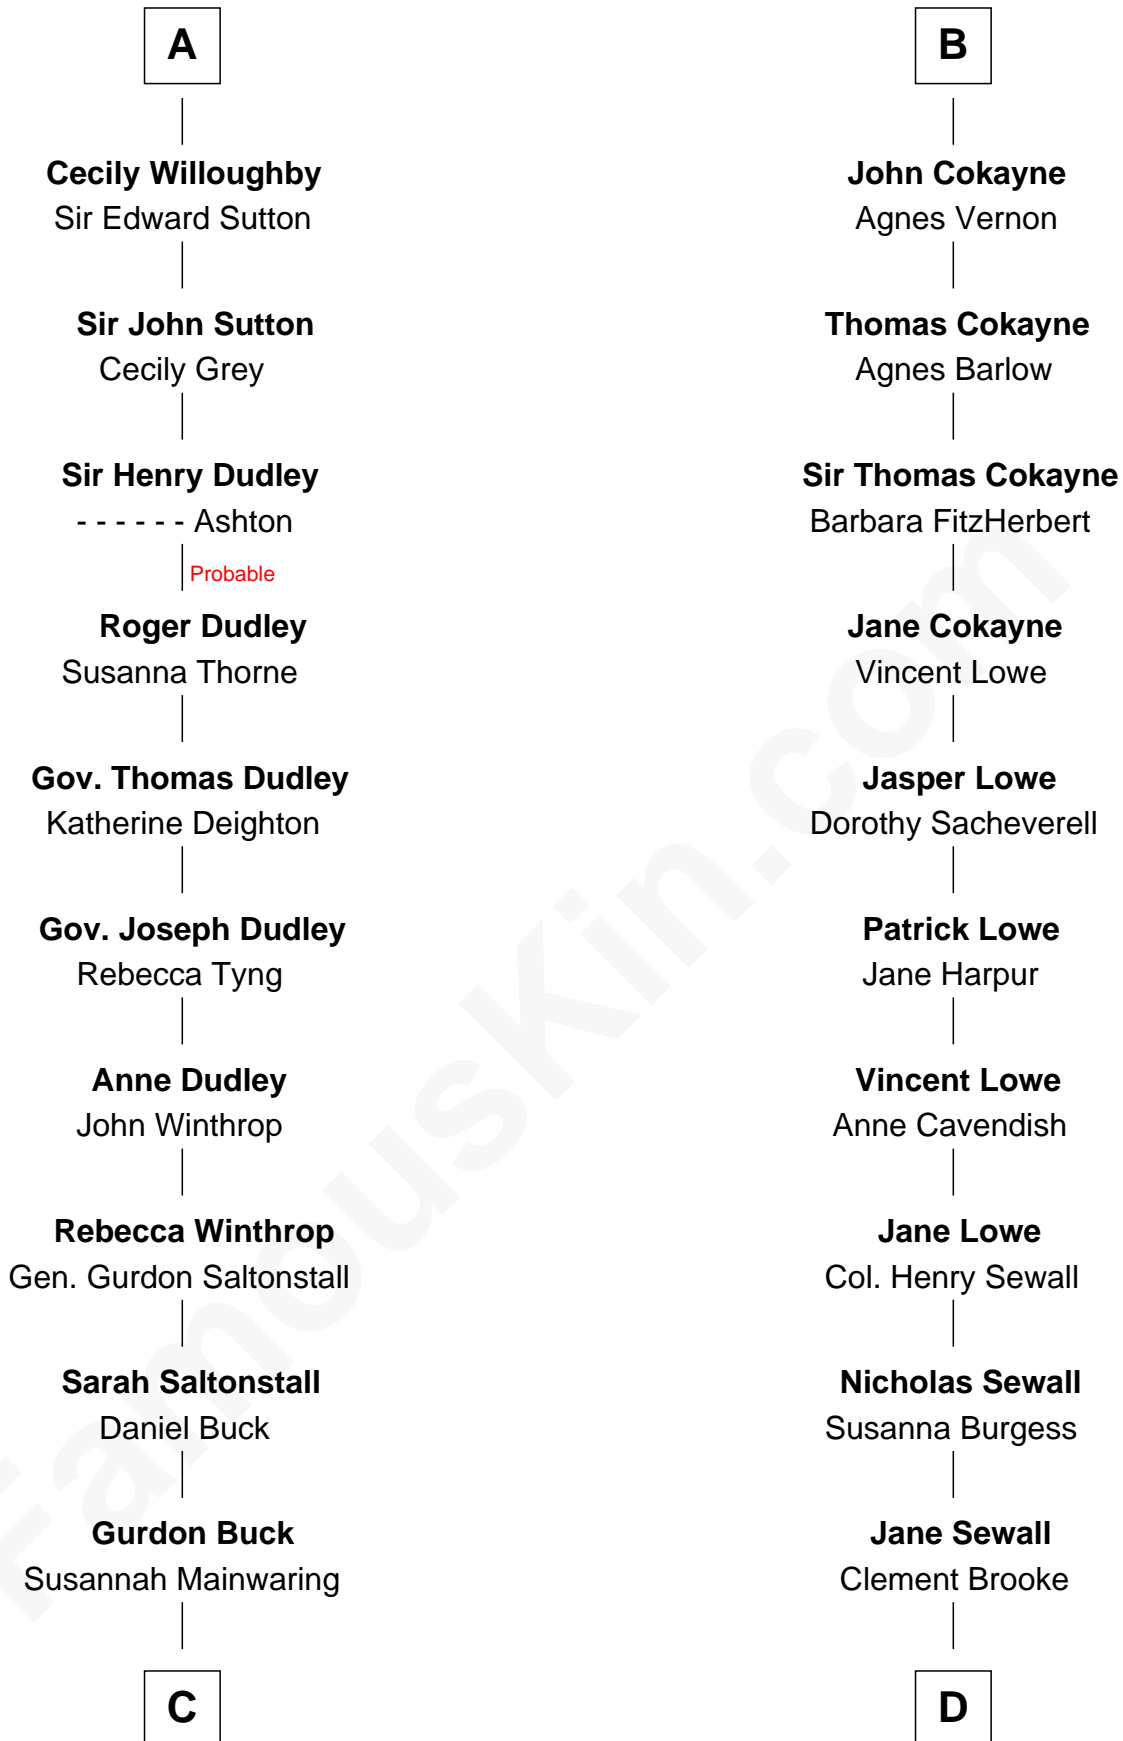 A
Cecily Willoughby
Sir Edward Sutton
Sir John Sutton
Cecily Grey
Sir Henry Dudley
- - - - - - Ashton
Probable
Roger Dudley
Susanna Thorne
Gov. Thomas Dudley
Katherine Deighton
Gov. Joseph Dudley
Rebecca Tyng
Anne Dudley
John Winthrop
Rebecca Winthrop
Gen. Gurdon Saltonstall
Sarah Saltonstall
Daniel Buck
Gurdon Buck
Susannah Mainwaring
C
B
John Cokayne
Agnes Vernon
Thomas Cokayne
Agnes Barlow
Sir Thomas Cokayne
Barbara FitzHerbert
Jane Cokayne
Vincent Lowe
Jasper Lowe
Dorothy Sacheverell
Patrick Lowe
Jane Harpur
Vincent Lowe
Anne Cavendish
Jane Lowe
Col. Henry Sewall
Nicholas Sewall
Susanna Burgess
Jane Sewall
Clement Brooke
D
FamousKin.com